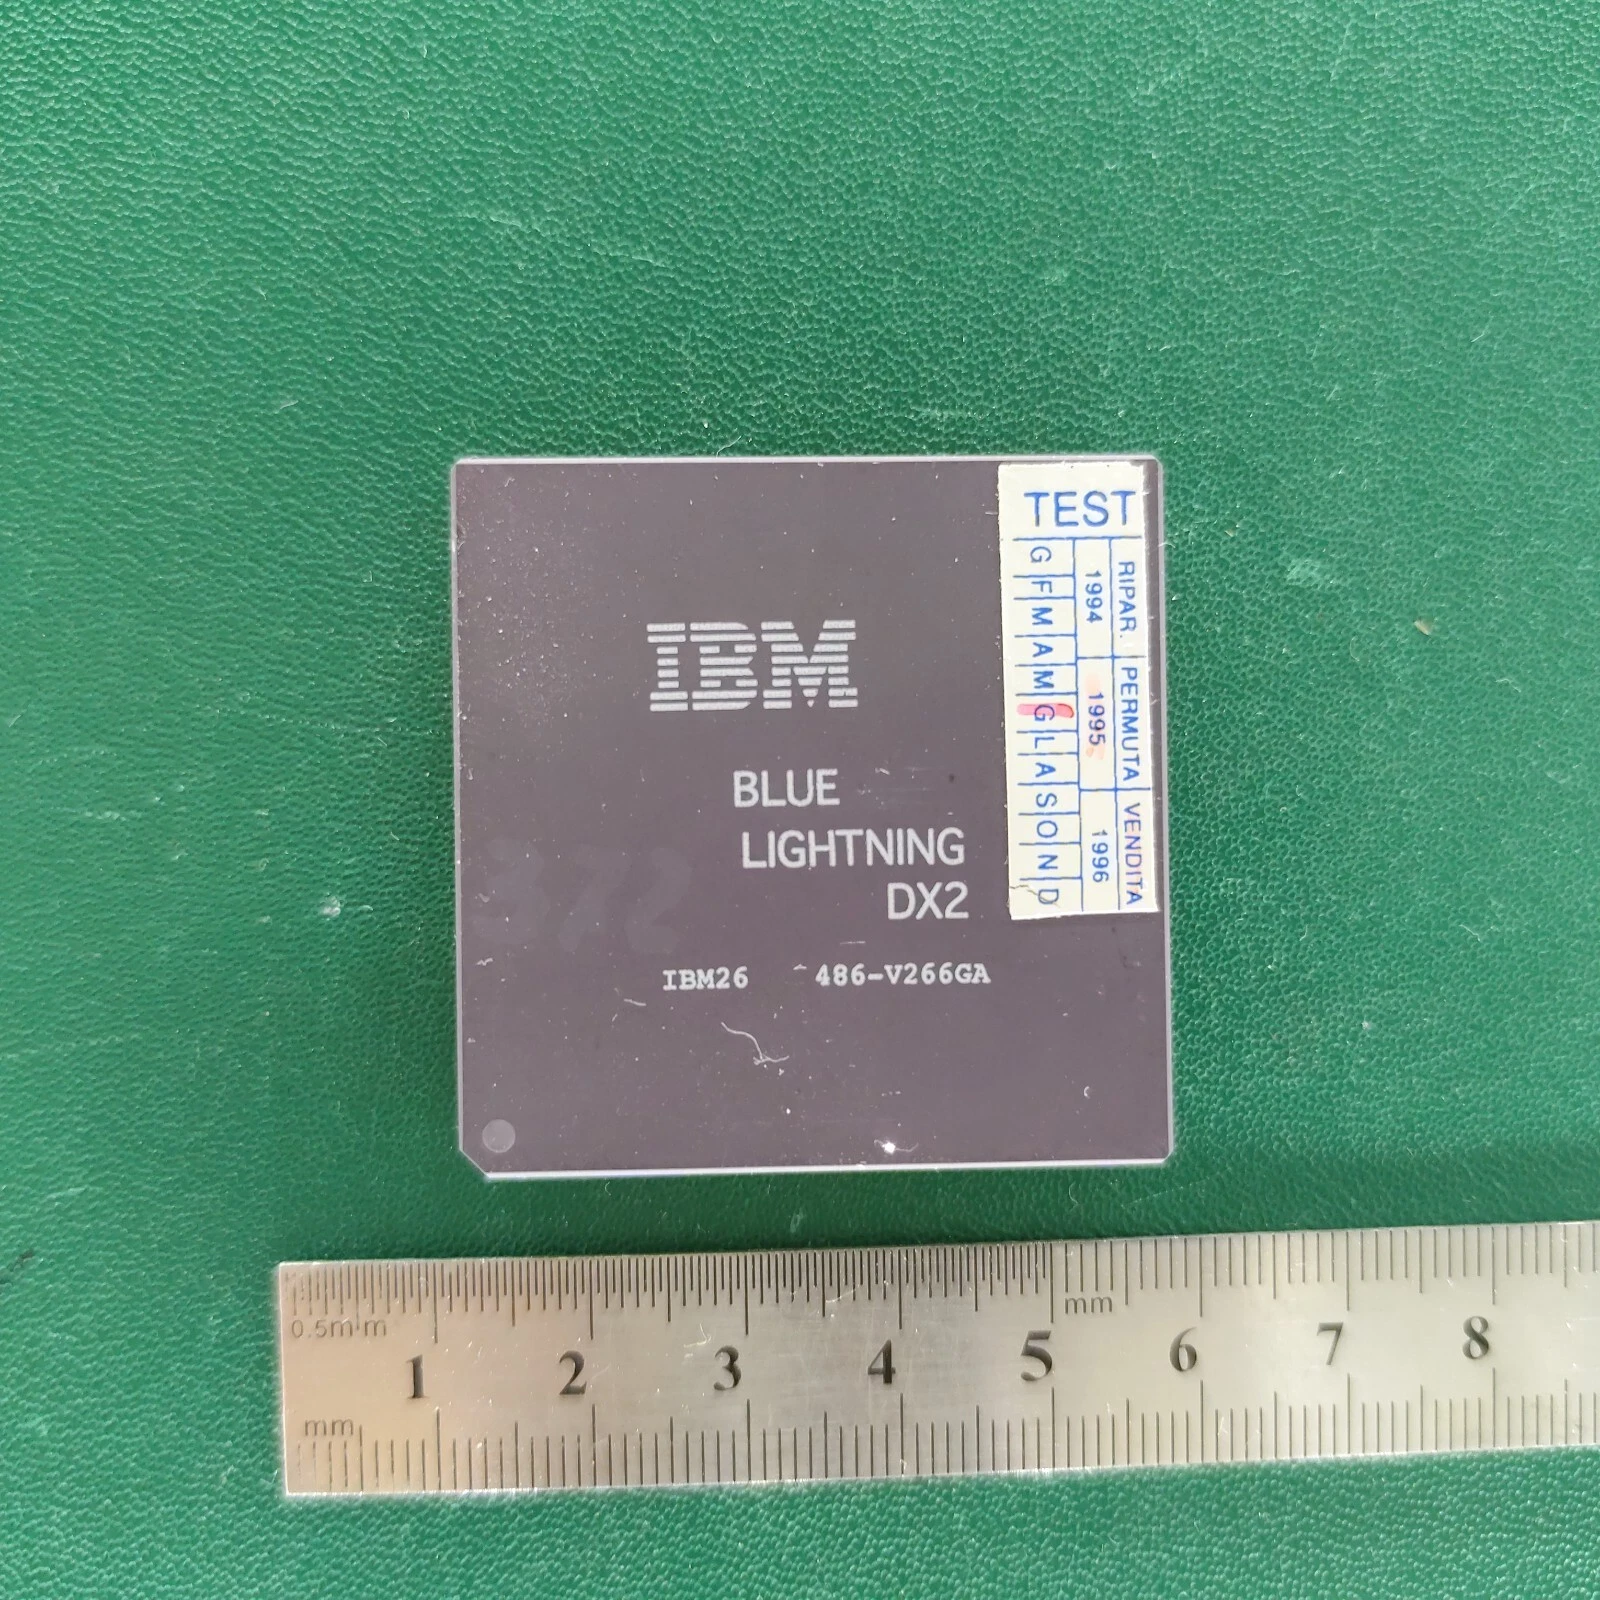 IBM
BLUE
LIGHTNING
DX2
IBM26 486-V266GA
TEST
RIPAR. PERMUTA VENDITA
1994 1995 1996
G F M A M G L A S O N D
0.5mm
mm
1 2 3 4 5 6 7 8
mm